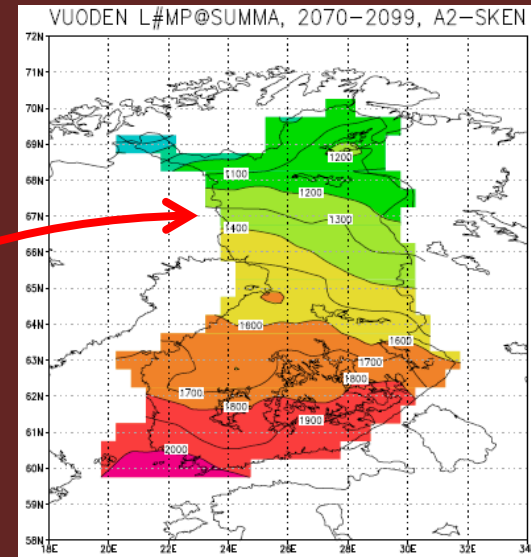 VUODEN L#MP@SUMMA, 2070-2099, A2-SKEN
72N
71N
70N
69N
1200
68N
1100
1200
67N
1300
1400
66N
65N
64N
1600
1600
63N
1700
1700
1800
62N
1800
1900
61N
2000
60N
59N
58N
18E 20E 22E 24E 26E 28E 30E 32E 34